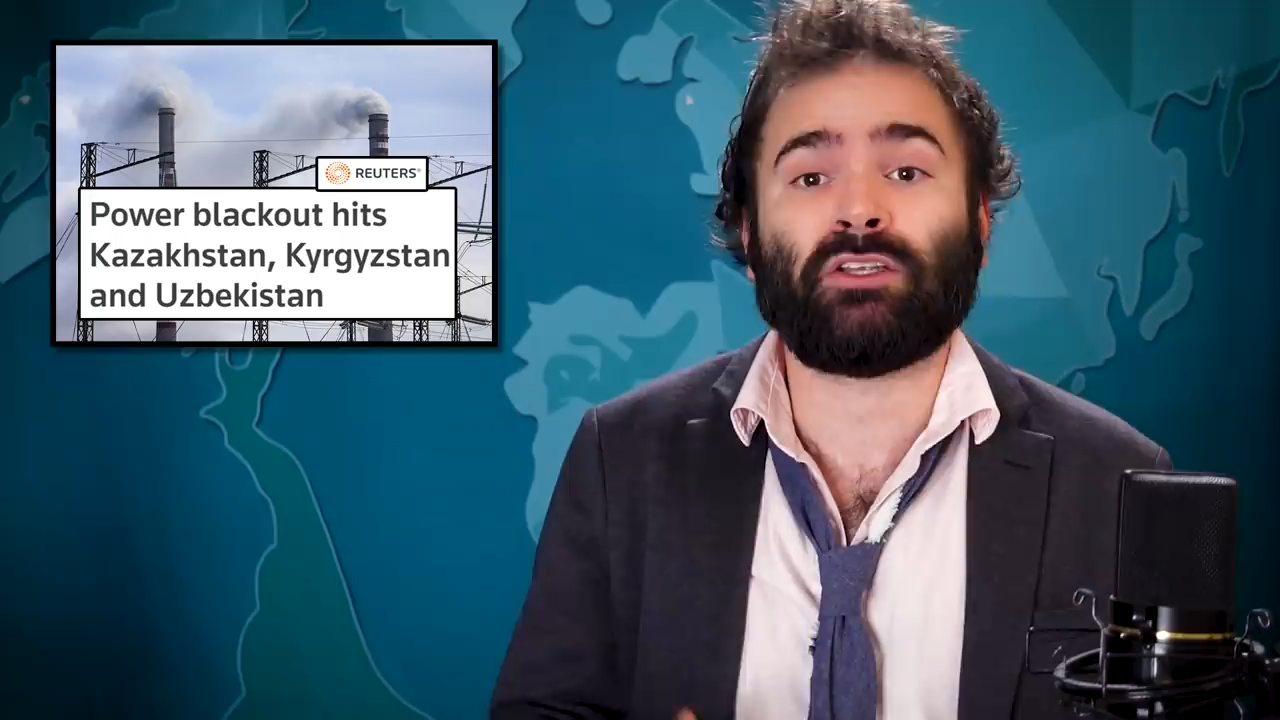 REUTERS®
Power blackout hits
Kazakhstan, Kyrgyzstan
and Uzbekistan